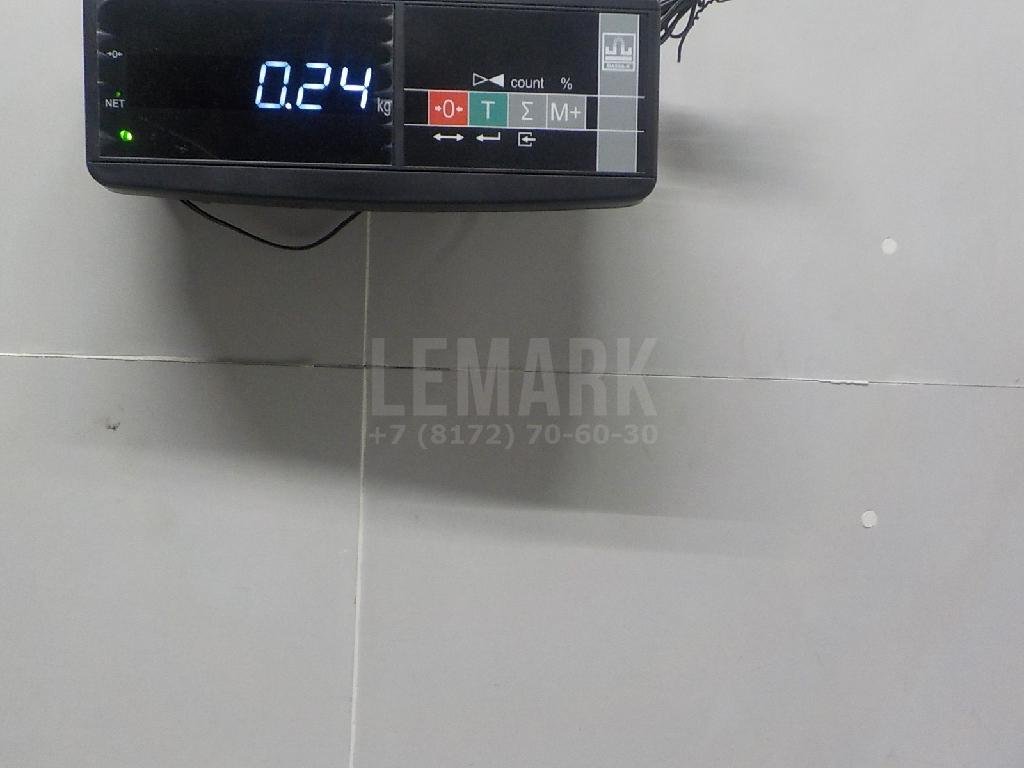 →0←
NET
0.24 kg
count %
→0← T Σ M+
LEMARK
+7 (8172) 70-60-30